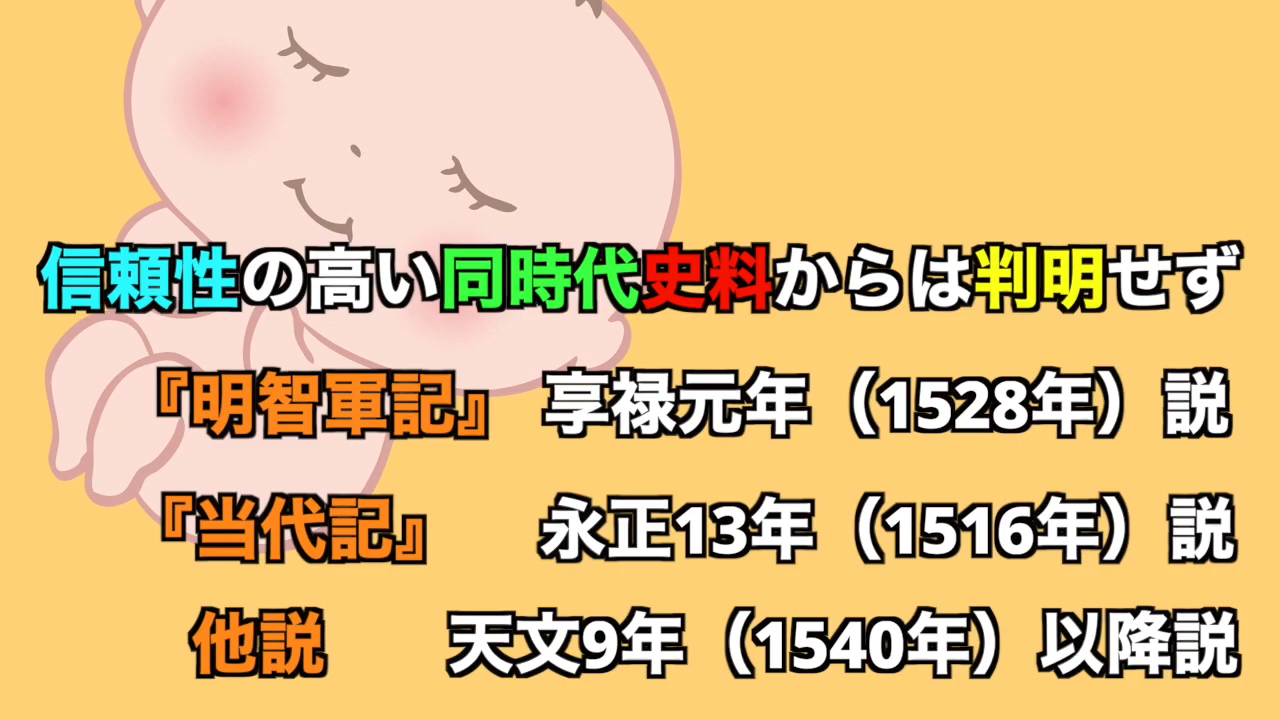 信頼性の高い同時代史料からは判明せず
『明智軍記』 享禄元年（1528年）説
『当代記』 永正13年（1516年）説
他説 天文9年（1540年）以降説